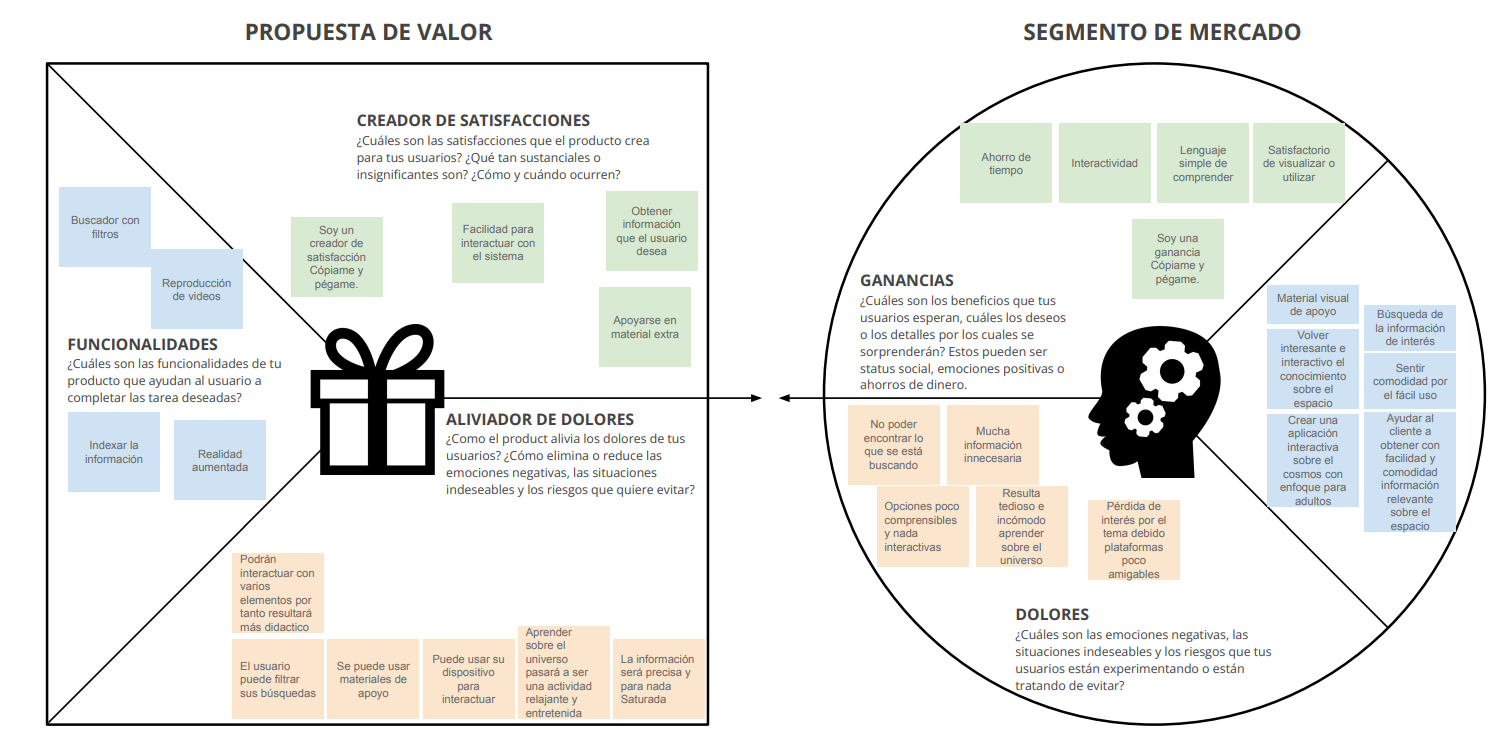 PROPUESTA DE VALOR
CREADOR DE SATISFACCIONES
¿Cuáles son las satisfacciones que el producto crea
para tus usuarios? ¿Qué tan sustanciales o
insignificantes son? ¿Cómo y cuándo ocurren?
Buscador con
filtros
Reproducción
de videos
Soy un
creador de
satisfacción
Cópiame y
pégame.
Facilidad para
interactuar con
el sistema
Obtener
información
que el usuario
desea
Apoyarse en
material extra
FUNCIONALIDADES
¿Cuáles son las funcionalidades de tu
producto que ayudan al usuario a
completar las tarea deseadas?
Indexar la
información
Realidad
aumentada
ALIVIADOR DE DOLORES
¿Como el product alivia los dolores de tus
usuarios? ¿Cómo elimina o reduce las
emociones negativas, las situaciones
indeseables y los riesgos que quiere evitar?
Podrán
interactuar con
varios
elementos por
tanto resultará
más didactico
El usuario
puede filtrar
sus búsquedas
Se puede usar
materiales de
apoyo
Puede usar su
dispositivo
para
interactuar
Aprender
sobre el
universo
pasará a ser
una actividad
relajante y
entretenida
La información
será precisa y
para nada
Saturada
SEGMENTO DE MERCADO
Ahorro de
tiempo
Interactividad
Lenguaje
simple de
comprender
Satisfactorio
de visualizar o
utilizar
Soy una
ganancia
Cópiame y
pégame.
GANANCIAS
¿Cuáles son los beneficios que tus
usuarios esperan, cuáles los deseos
o los detalles por los cuales se
sorprenderán? Estos pueden ser
status social, emociones positivas o
ahorros de dinero.
Material visual
de apoyo
Búsqueda de
la información
de interés
Volver
interesante e
interactivo el
conocimiento
sobre el
espacio
Sentir
comodidad por
el fácil uso
Crear una
aplicación
interactiva
sobre el
cosmos con
enfoque para
adultos
Ayudar al
cliente a
obtener con
facilidad y
comodidad
información
relevante
sobre el
espacio
No poder
encontrar lo
que se está
buscando
Mucha
información
innecesaria
Opciones poco
comprensibles
y nada
interactivas
Resulta
tedioso e
incómodo
aprender
sobre el
universo
Pérdida de
interés por el
tema debido
plataformas
poco
amigables
DOLORES
¿Cuáles son las emociones negativas, las
situaciones indeseables y los riesgos que tus
usuarios están experimentando o están
tratando de evitar?